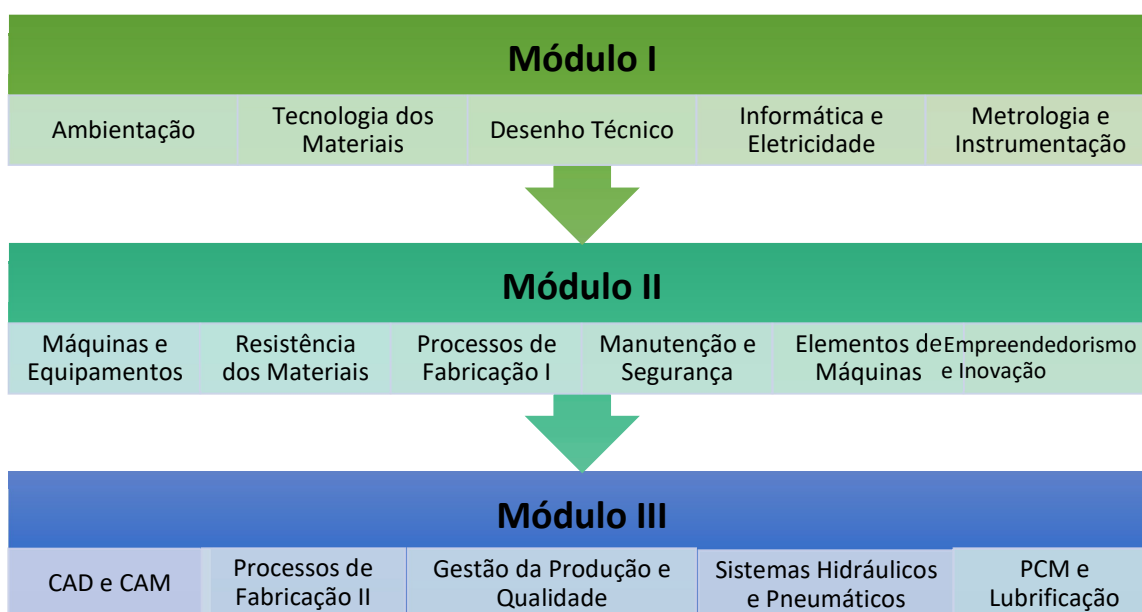 Módulo I
Ambientação
Tecnologia dos
Materiais
Desenho Técnico
Informática e
Eletricidade
Metrologia e
Instrumentação
Módulo II
Máquinas e
Equipamentos
Resistência
dos Materiais
Processos de
Fabricação I
Manutenção e
Segurança
Elementos de
Máquinas
Empreendedorismo
e Inovação
Módulo III
CAD e CAM
Processos de
Fabricação II
Gestão da Produção e
Qualidade
Sistemas Hidráulicos
e Pneumáticos
PCM e
Lubrificação